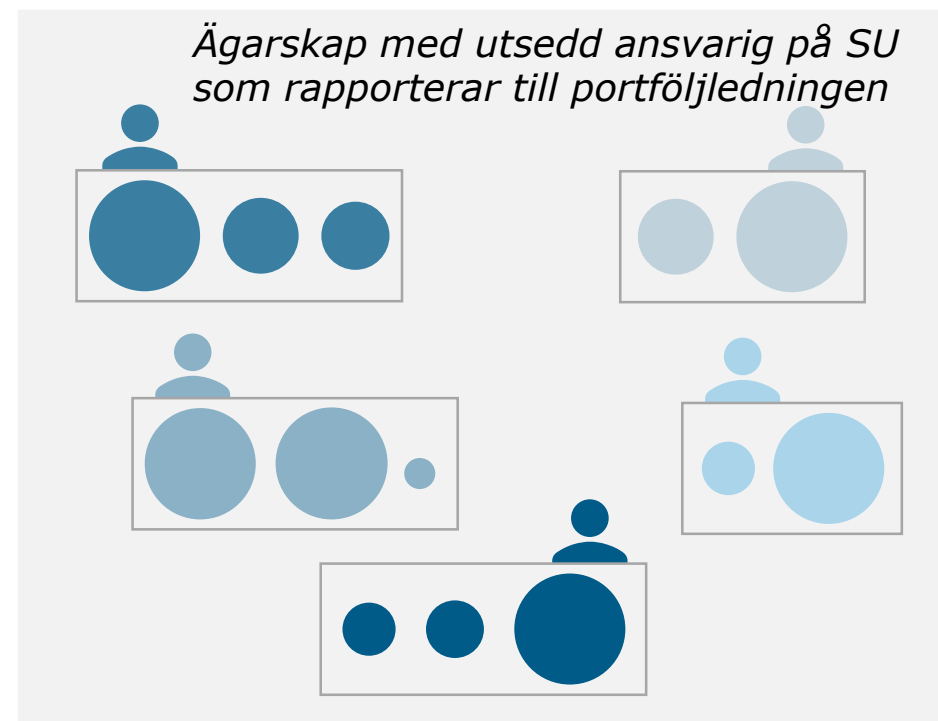 Ägarskap med utsedd ansvarig på SU
som rapporterar till portföljledningen